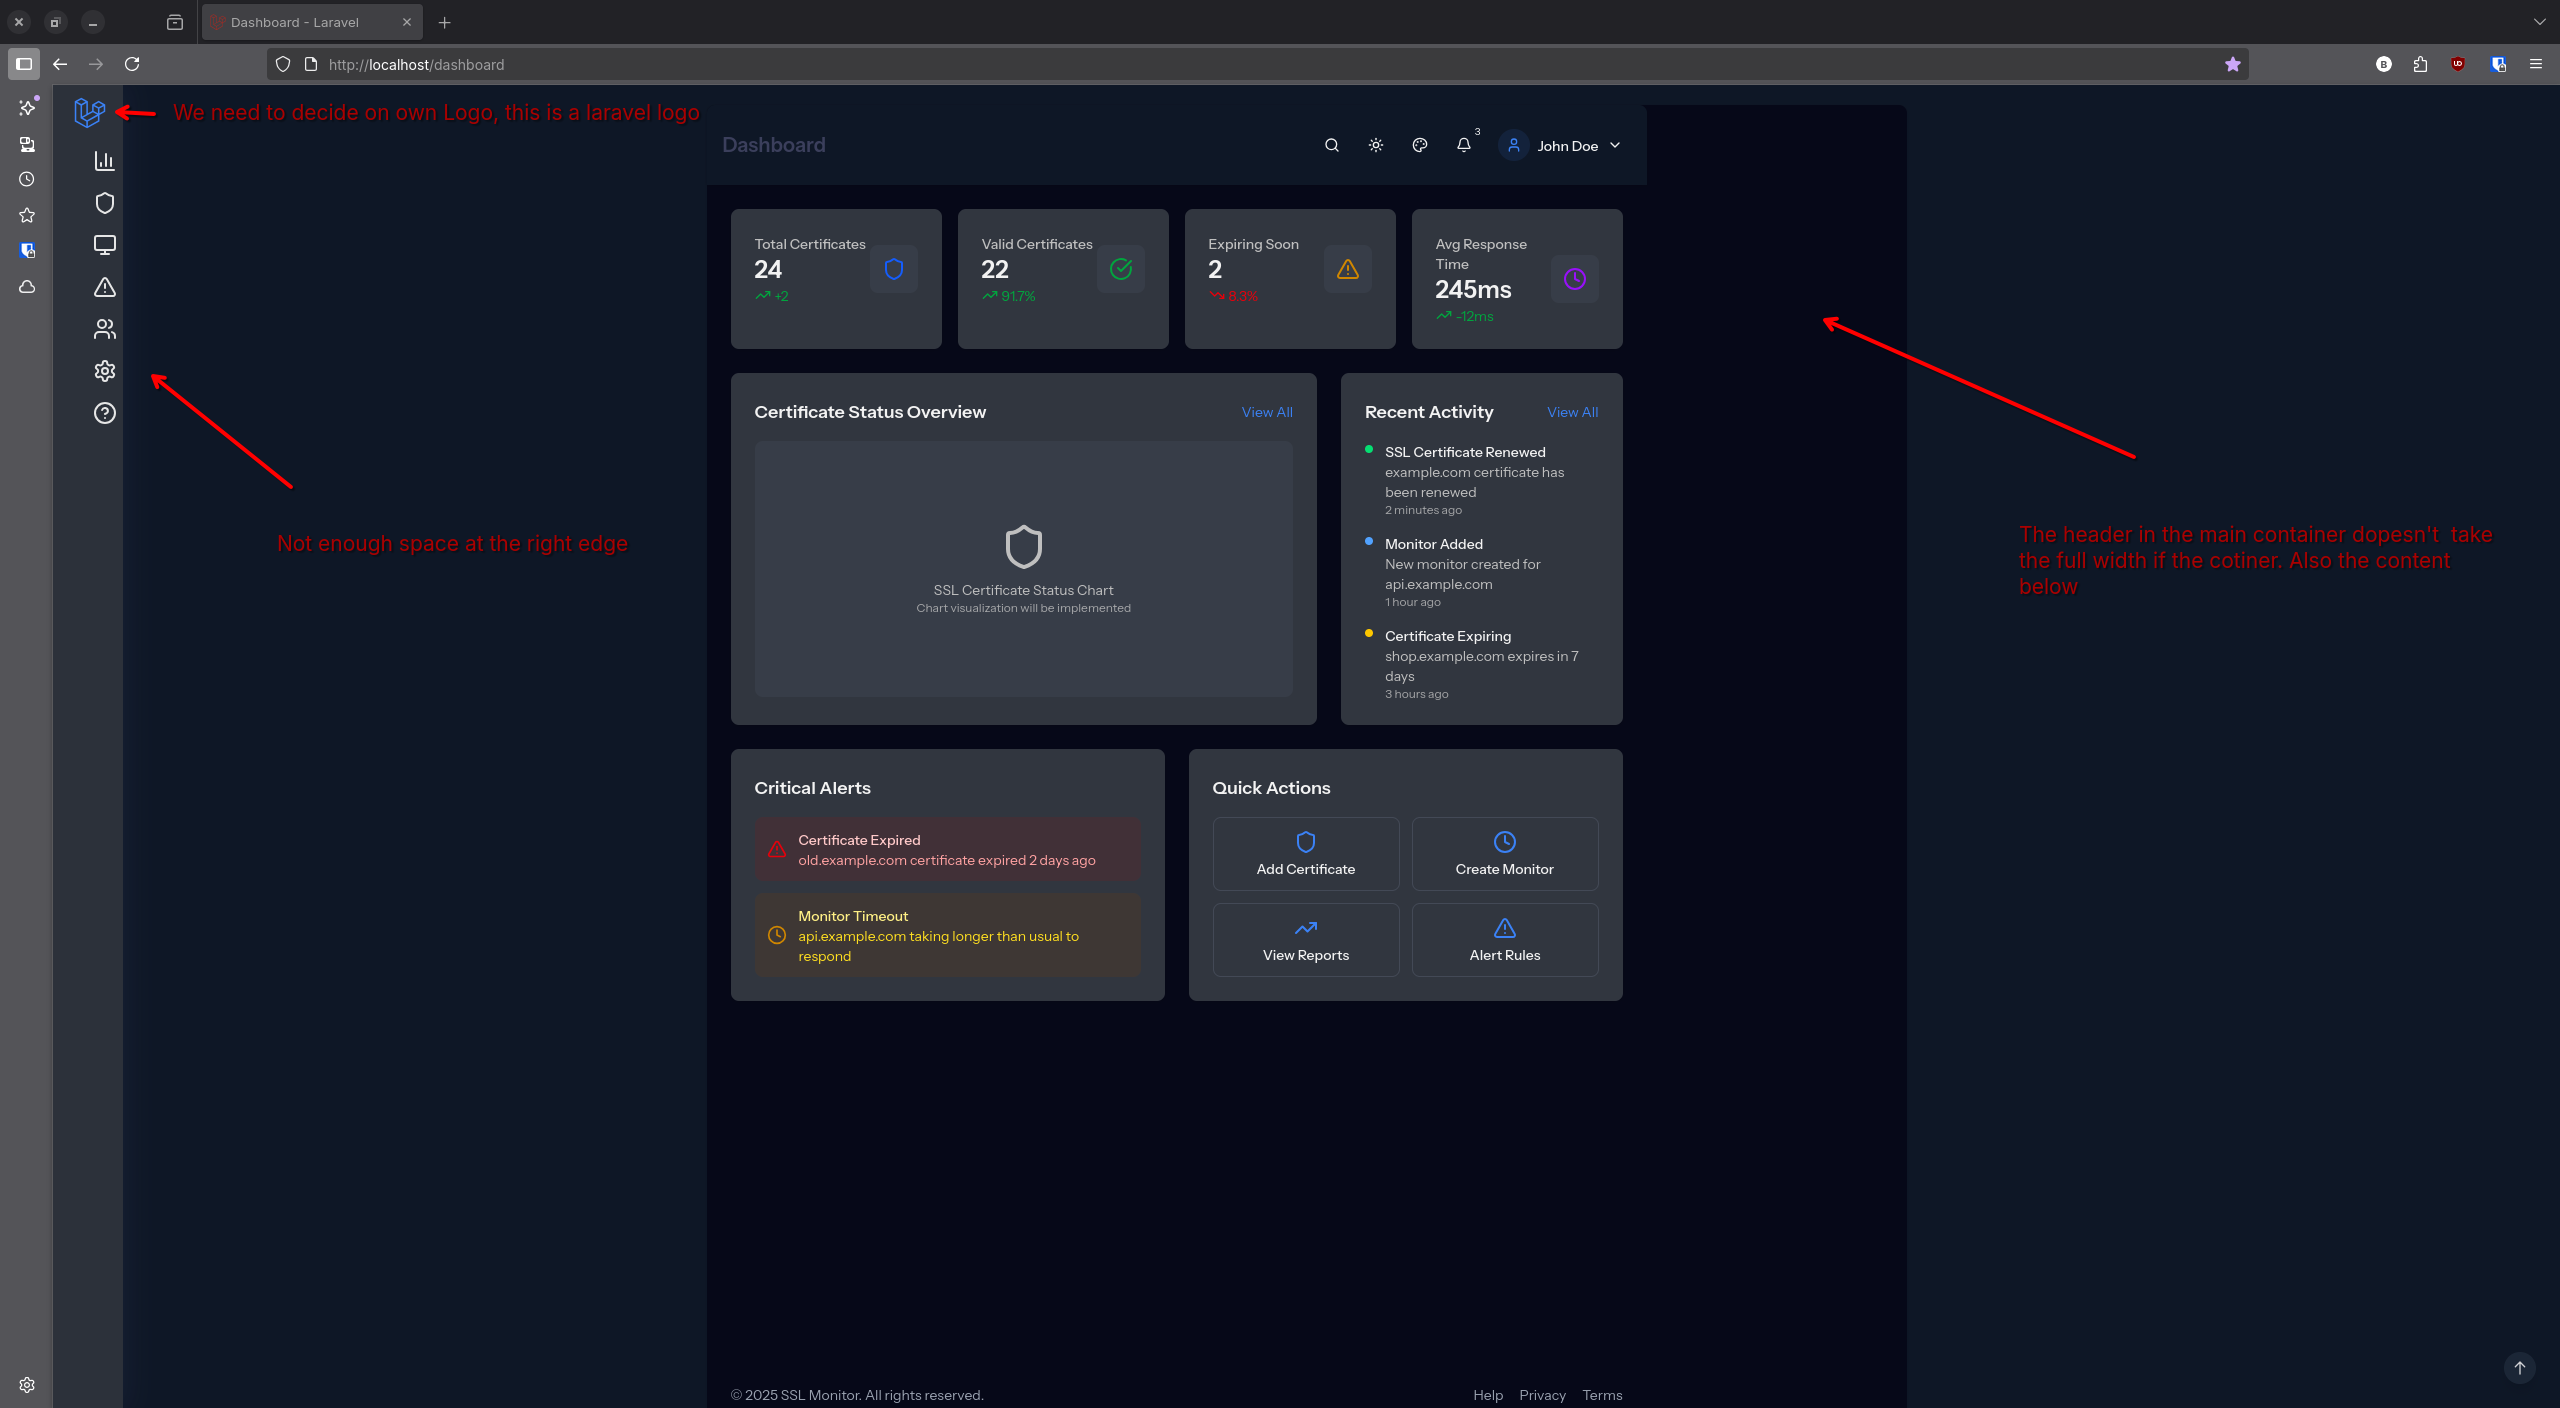 Dashboard - Laravel
http://localhost/dashboard
We need to decide on own Logo, this is a laravel logo
Dashboard
3
John Doe
Total Certificates
24
+2
Valid Certificates
22
91.7%
Expiring Soon
2
8.3%
Avg Response
Time
245ms
-12ms
Certificate Status Overview
View All
SSL Certificate Status Chart
Chart visualization will be implemented
Recent Activity
View All
SSL Certificate Renewed
example.com certificate has
been renewed
2 minutes ago
Monitor Added
New monitor created for
api.example.com
1 hour ago
Certificate Expiring
shop.example.com expires in 7
days
3 hours ago
Not enough space at the right edge
The header in the main container dopesn't  take
the full width if the cotiner. Also the content
below
Critical Alerts
Certificate Expired
old.example.com certificate expired 2 days ago
Monitor Timeout
api.example.com taking longer than usual to
respond
Quick Actions
Add Certificate
Create Monitor
View Reports
Alert Rules
© 2025 SSL Monitor. All rights reserved.
Help Privacy Terms